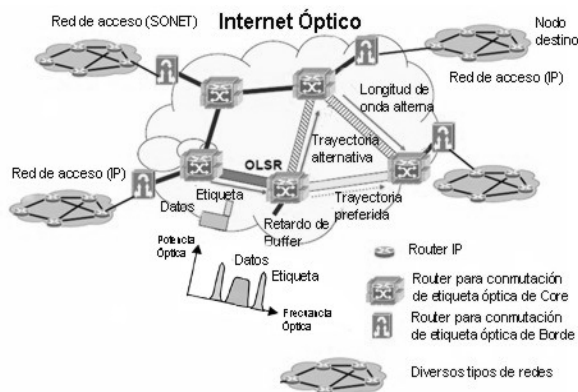 Internet Óptico
Red de acceso (SONET)
Nodo
destino
Red de acceso (IP)
Longitud de
onda alterna
Trayectoria
alternativa
OLSR
Red de acceso (IP)
Etiqueta
Datos
Trayectoria
preferida
Retardo de
Buffer
Potencia
Óptica
Datos
Etiqueta
Frecuencia
Óptica
Router IP
Router para conmutación
de etiqueta óptica de Core
Router para conmutación
de etiqueta óptica de Borde
Diversos tipos de redes